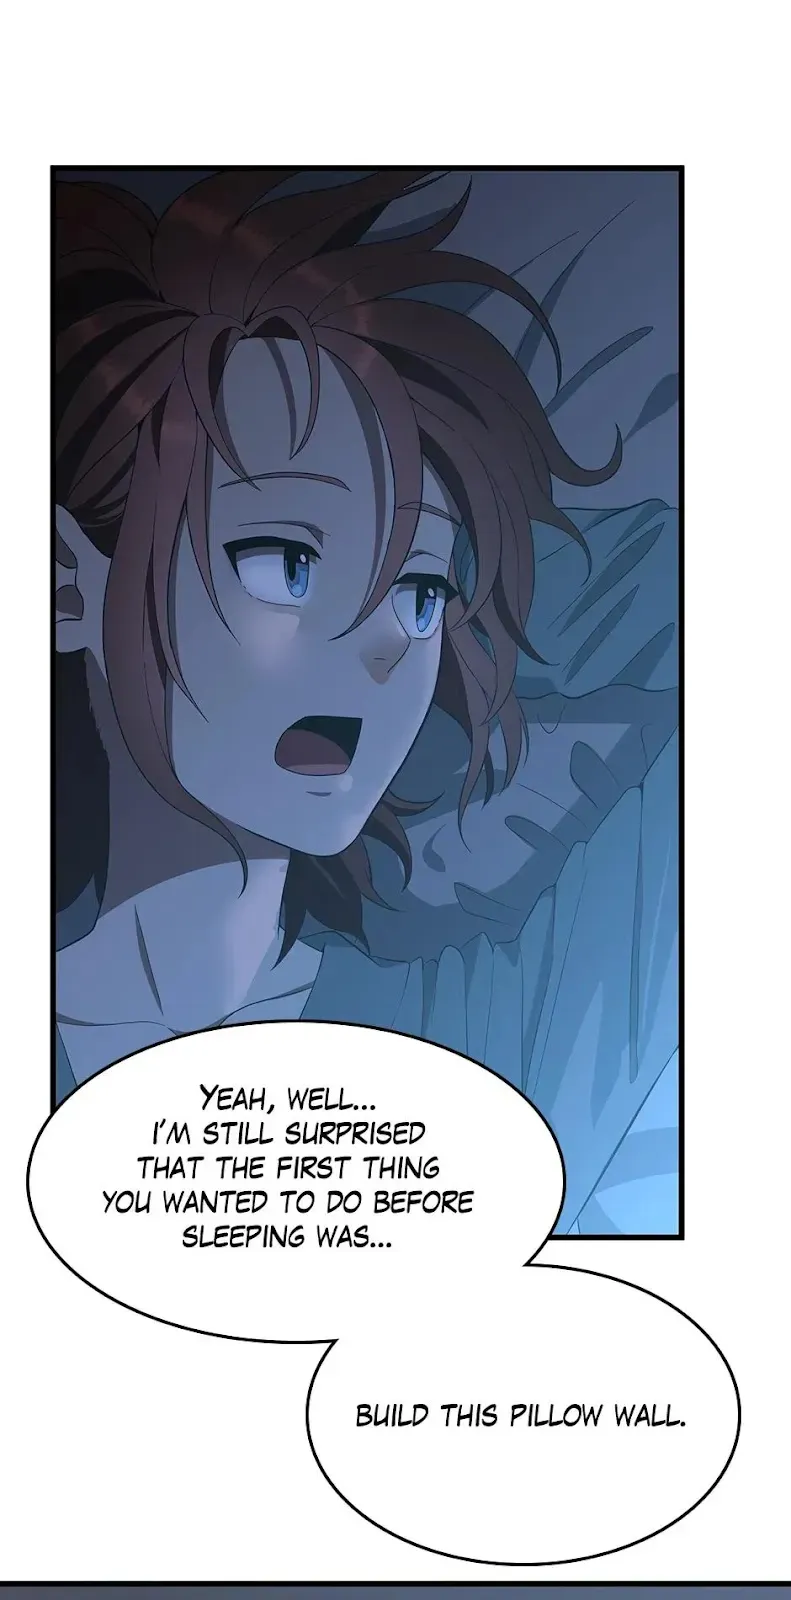 YEAH, WELL...
I'M STILL SURPRISED
THAT THE FIRST THING
YOU WANTED TO DO BEFORE
SLEEPING WAS...
BUILD THIS PILLOW WALL.